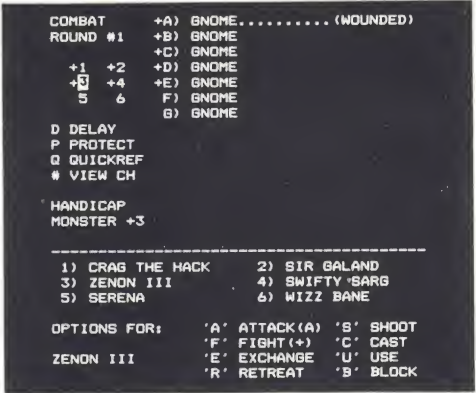 COMBAT +A) GNOME..........(WOUNDED)
ROUND #1 +B) GNOME
+C) GNOME
+1 +2 +D) GNOME
+3 +4 +E) GNOME
5 6 F) GNOME
G) GNOME
D DELAY
P PROTECT
Q QUICKREF
# VIEW CH
HANDICAP
MONSTER +3
1) CRAG THE HACK 2) SIR GALAND
3) ZENON III 4) SWIFTY SARG
5) SERENA 6) WIZZ BANE
OPTIONS FOR: 'A' ATTACK(A) 'S' SHOOT
'F' FIGHT(+) 'C' CAST
ZENON III 'E' EXCHANGE 'U' USE
'R' RETREAT 'B' BLOCK